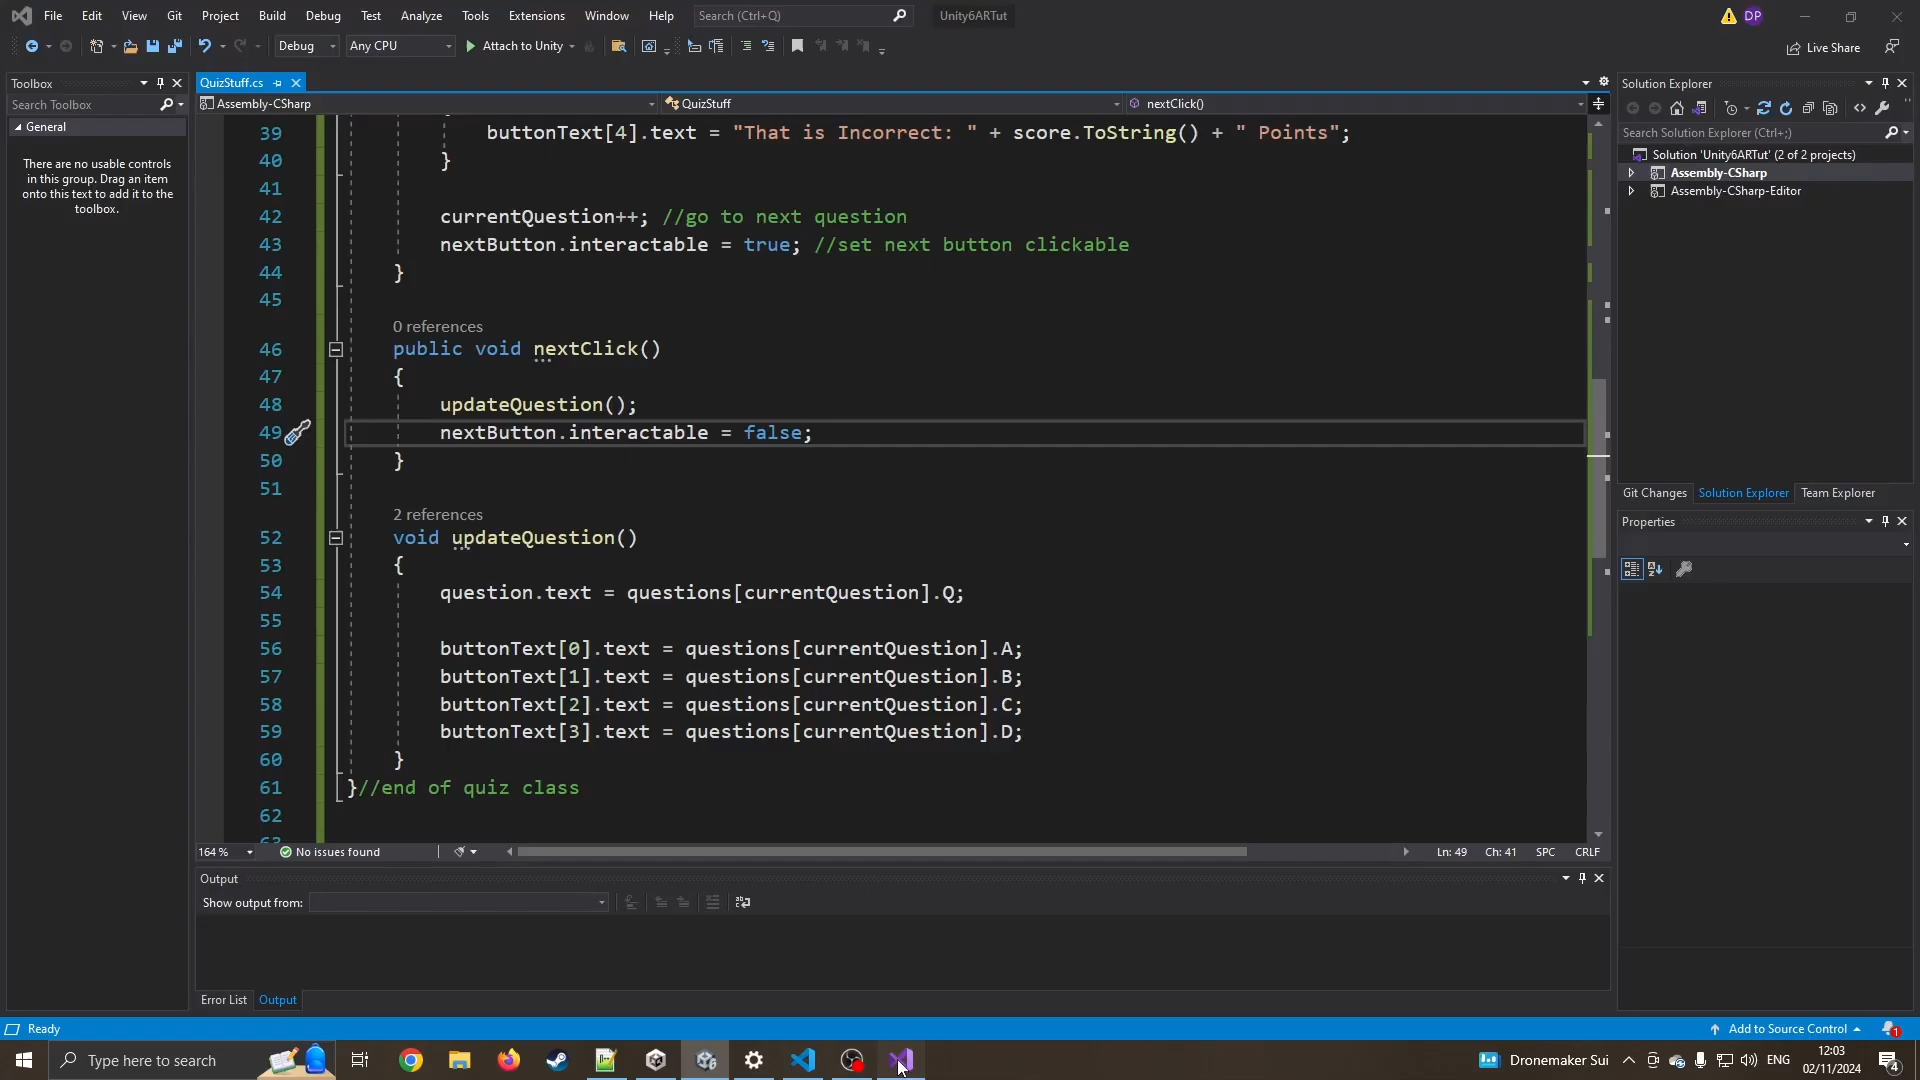 File Edit View Git Project Build Debug Test Analyze Tools Extensions Window Help Search (Ctrl+Q) Unity6ARTut DP
Debug Any CPU Attach to Unity Live Share
Toolbox
Search Toolbox
General
There are no usable controls
in this group. Drag an item
onto this text to add it to the
toolbox.
QuizStuff.cs
Assembly-CSharp QuizStuff nextClick()
39 buttonText[4].text = "That is Incorrect: " + score.ToString() + " Points";
40 }
41
42 currentQuestion++; //go to next question
43 nextButton.interactable = true; //set next button clickable
44 }
45
0 references
46 public void nextClick()
47 {
48 updateQuestion();
49 nextButton.interactable = false;
50 }
51
2 references
52 void updateQuestion()
53 {
54 question.text = questions[currentQuestion].Q;
55
56 buttonText[0].text = questions[currentQuestion].A;
57 buttonText[1].text = questions[currentQuestion].B;
58 buttonText[2].text = questions[currentQuestion].C;
59 buttonText[3].text = questions[currentQuestion].D;
60 }
61 }//end of quiz class
62
63
164 % No issues found Ln: 49 Ch: 41 SPC CRLF
Output
Show output from:
Error List Output
Solution Explorer
Search Solution Explorer (Ctrl+;)
Solution 'Unity6ARTut' (2 of 2 projects)
Assembly-CSharp
Assembly-CSharp-Editor
Git Changes Solution Explorer Team Explorer
Properties
Ready Add to Source Control 1
Type here to search Dronemaker Sui ENG 12:03
02/11/2024 4